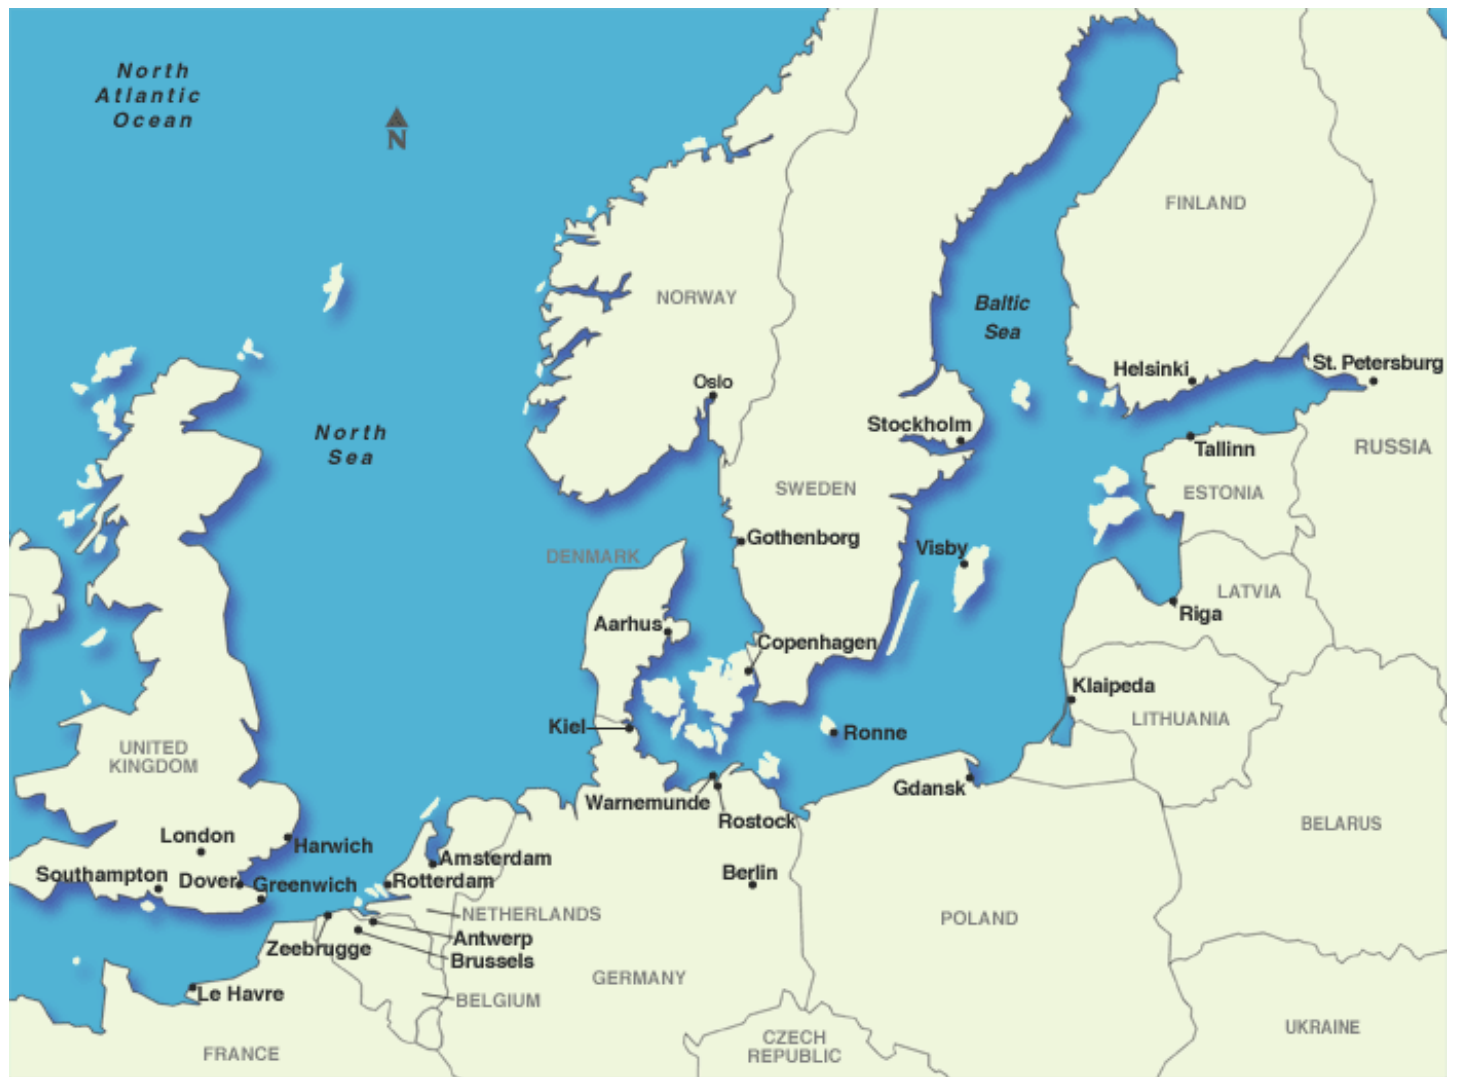 North
Atlantic
Ocean
N
FINLAND
NORWAY
Baltic
Sea
Helsinki
St. Petersburg
Oslo
North
Sea
Stockholm
Tallinn
RUSSIA
SWEDEN
ESTONIA
Gothenborg
Visby
DENMARK
LATVIA
Riga
Aarhus
Copenhagen
Klaipeda
LITHUANIA
Kiel
Ronne
UNITED
KINGDOM
Gdansk
Warnemunde
Rostock
BELARUS
London
Harwich
Amsterdam
Southampton
Dover
Greenwich
Rotterdam
Berlin
NETHERLANDS
POLAND
Antwerp
Zeebrugge
Brussels
GERMANY
Le Havre
BELGIUM
UKRAINE
FRANCE
CZECH
REPUBLIC